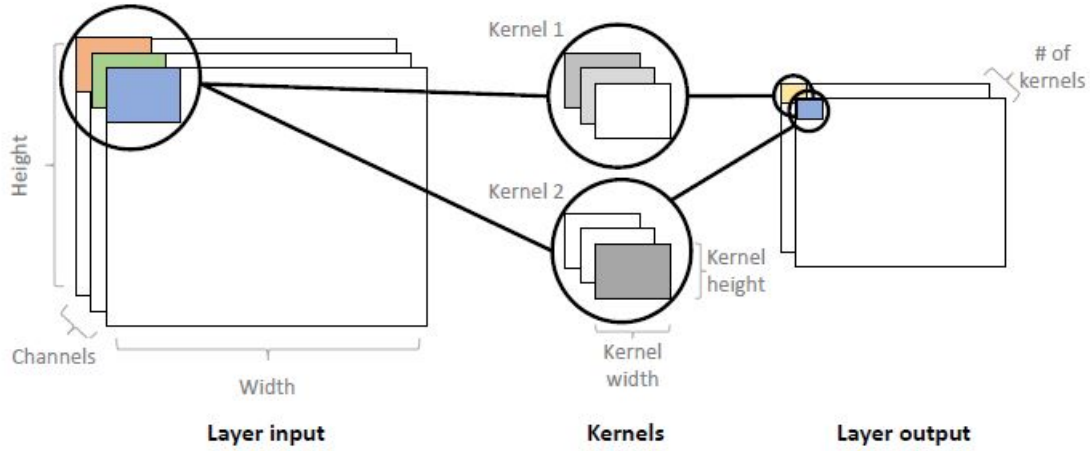 Kernel 1
# of
kernels
Height
Kernel 2
Kernel
height
Channels
Width
Kernel
width
Layer input
Kernels
Layer output